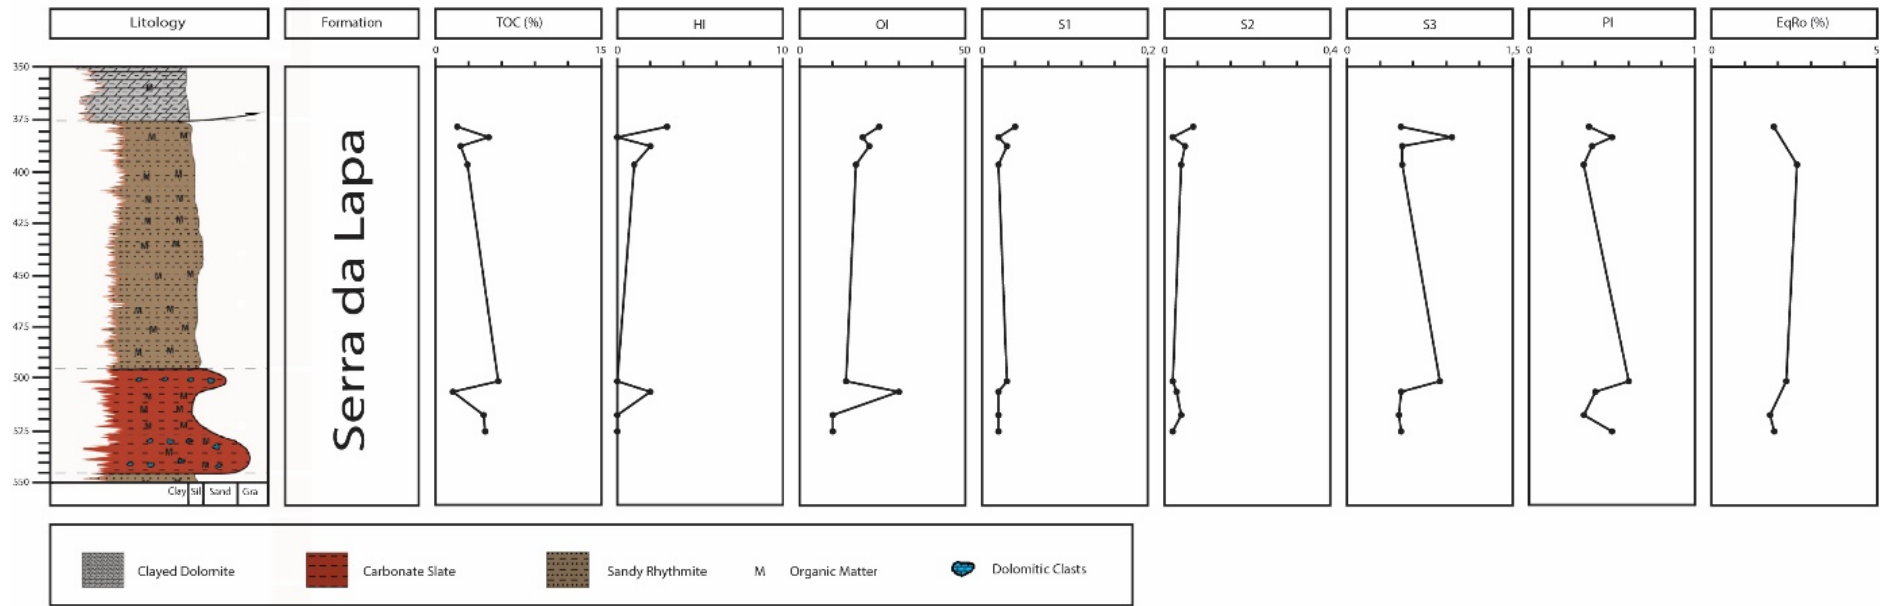 Litology Formation TOC (%) HI OI S1 S2 S3 PI EqRo (%)
0 15 0 10 0 50 0 0,2 0 0,4 0 1,5 0 1 0 5
350
375
400
425
450
475
500
525
550
Serra da Lapa
M
M M
M M
M M
M M
M M
M M
M M
M M
M M
M M
M M
M M
M
M
M
Clay Sil Sand Gra
Clayed Dolomite Carbonate Slate Sandy Rhythmite M Organic Matter Dolomitic Clasts